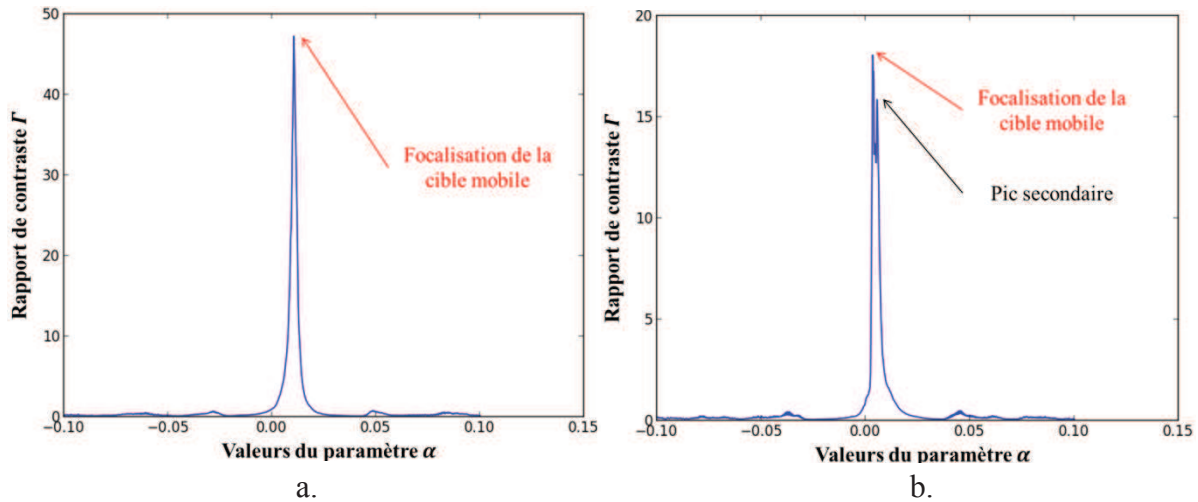 50
40
30
20
10
0
Rapport de contraste Γ
Focalisation de la
cible mobile
−0.10
−0.05
0.00
0.05
0.10
0.15
Valeurs du paramètre α
a.
20
15
10
5
0
Rapport de contraste Γ
Focalisation de la
cible mobile
Pic secondaire
−0.10
−0.05
0.00
0.05
0.10
0.15
Valeurs du paramètre α
b.